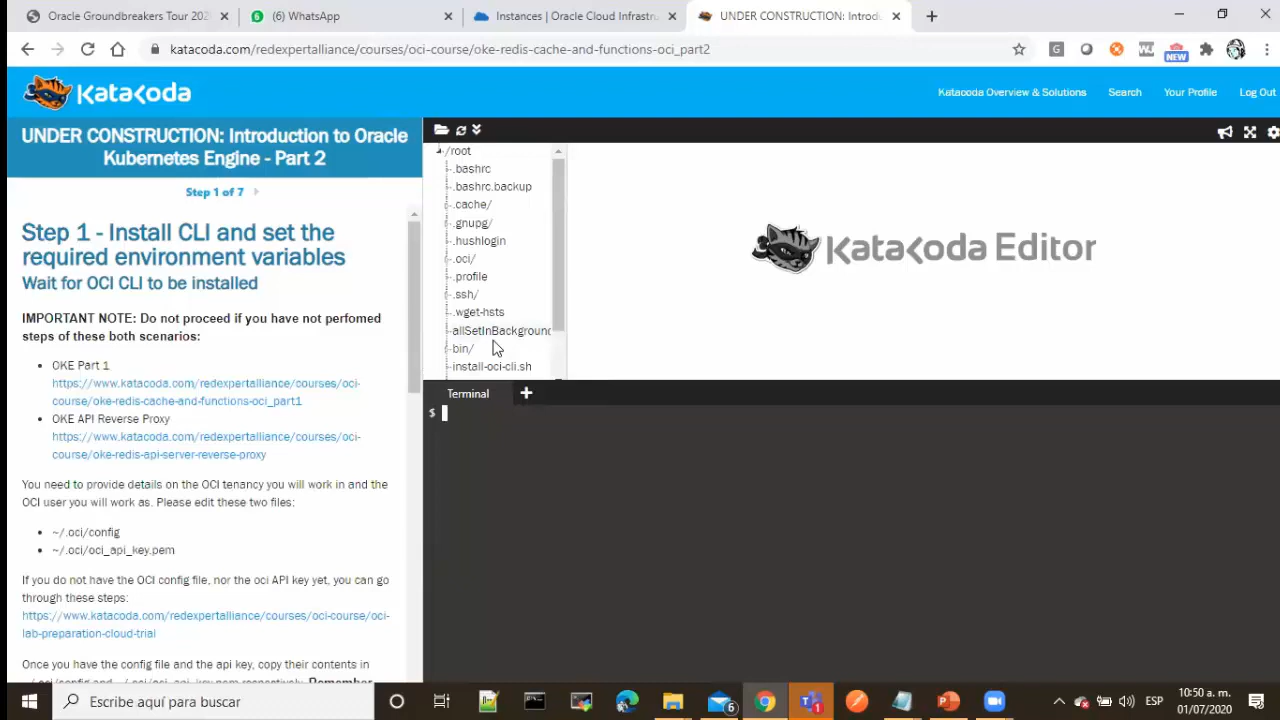 Oracle Groundbreakers Tour 202
(6) WhatsApp
Instances | Oracle Cloud Infrastru
UNDER CONSTRUCTION: Introdu
katacoda.com/redexpertalliance/courses/oci-course/oke-redis-cache-and-functions-oci_part2
NEW
Katacoda
Katacoda Overview & Solutions
Search
Your Profile
Log Out
UNDER CONSTRUCTION: Introduction to Oracle
Kubernetes Engine - Part 2
Step 1 of 7
Step 1 - Install CLI and set the
required environment variables
Wait for OCI CLI to be installed
IMPORTANT NOTE: Do not proceed if you have not perfomed
steps of these both scenarios:
OKE Part 1
https://www.katacoda.com/redexpertalliance/courses/oci-
course/oke-redis-cache-and-functions-oci_part1
OKE API Reverse Proxy
https://www.katacoda.com/redexpertalliance/courses/oci-
course/oke-redis-api-server-reverse-proxy
You need to provide details on the OCI tenancy you will work in and the
OCI user you will work as. Please edit these two files:
~/.oci/config
~/.oci/oci_api_key.pem
If you do not have the OCI config file, nor the oci API key yet, you can go
through these steps:
https://www.katacoda.com/redexpertalliance/courses/oci-course/oci-
lab-preparation-cloud-trial
Once you have the config file and the api key, copy their contents in
/root
.bashrc
.bashrc.backup
.cache/
.gnupg/
.hushlogin
.oci/
.profile
.ssh/
.wget-hsts
allSetInBackground
bin/
install-oci-cli.sh
Katacoda Editor
Terminal
$
Escribe aquí para buscar
6
1
ESP
10:50 a. m.
01/07/2020